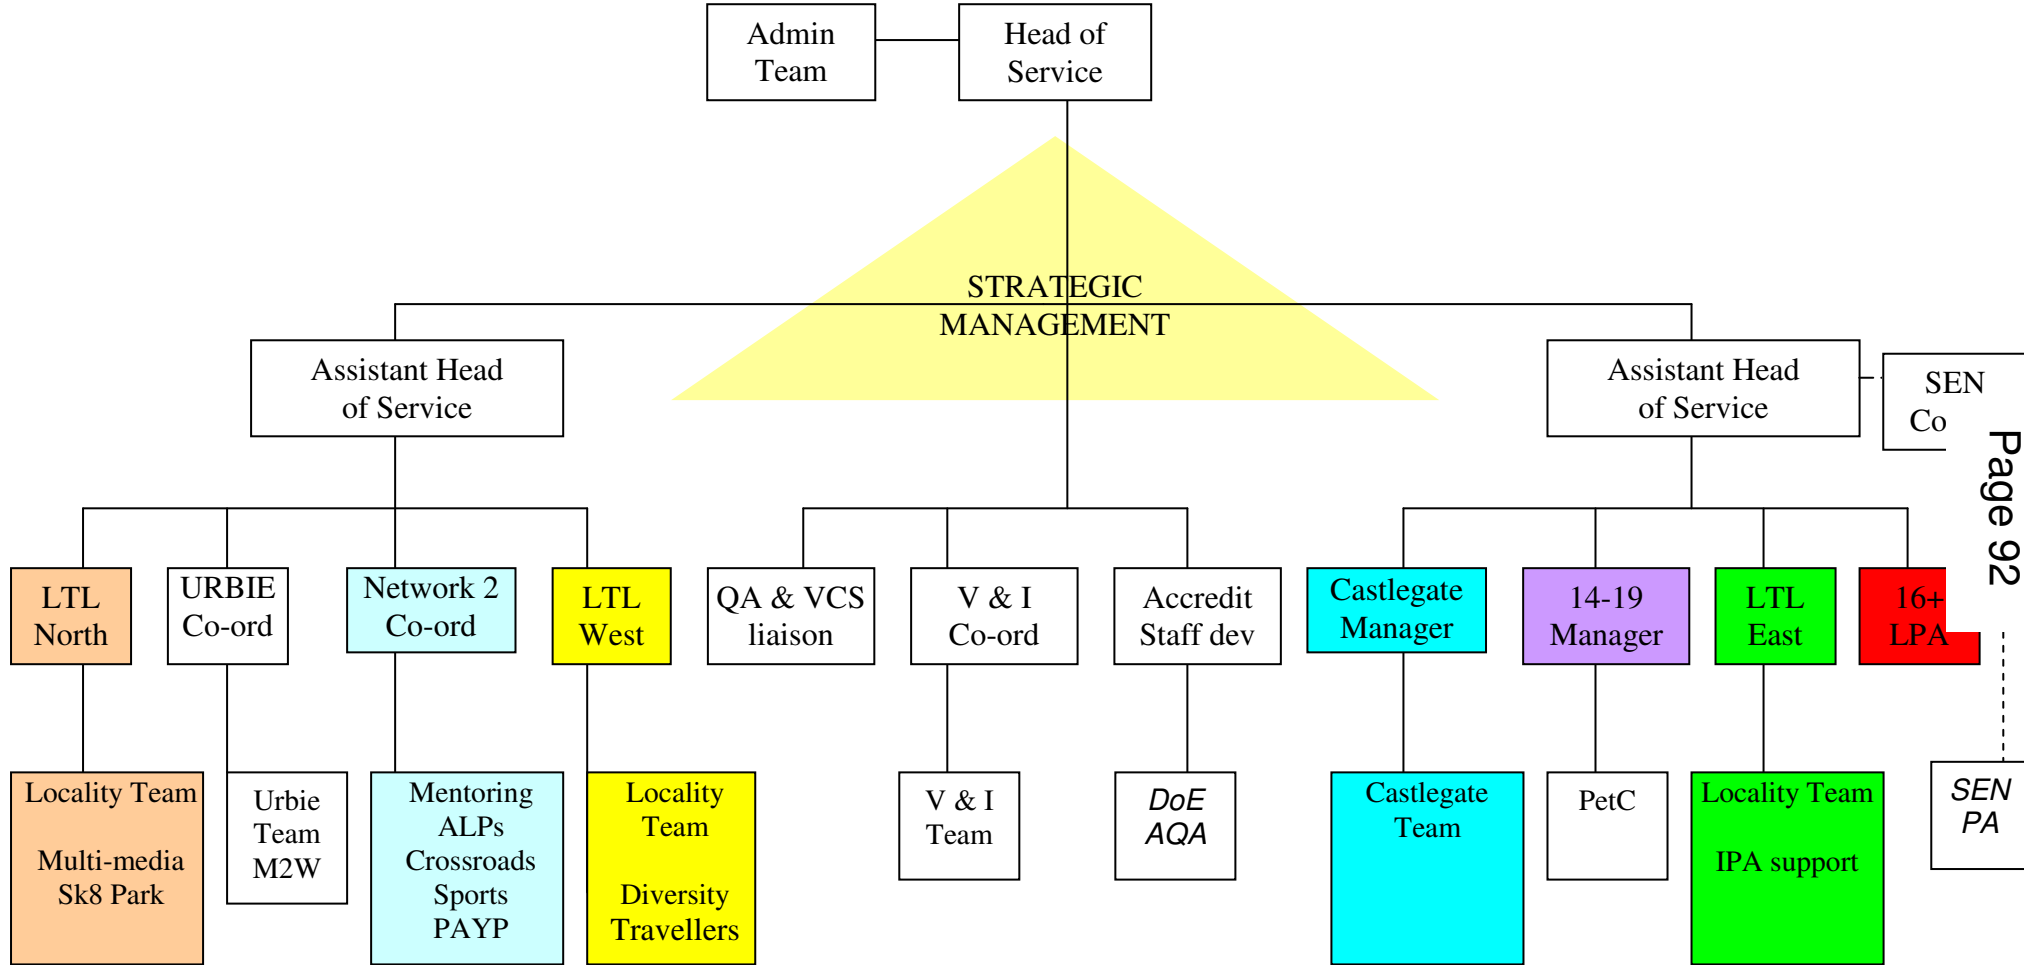 Admin
Team
Head of
Service
STRATEGIC
MANAGEMENT
Assistant Head
of Service
Assistant Head
of Service
SEN
Co
Page 92
LTL
North
URBIE
Co-ord
Network 2
Co-ord
LTL
West
QA & VCS
liaison
V & I
Co-ord
Accredit
Staff dev
Castlegate
Manager
14-19
Manager
LTL
East
16+
LPA
Locality Team
Multi-media
Sk8 Park
Urbie
Team
M2W
Mentoring
ALPs
Crossroads
Sports
PAYP
Locality
Team
Diversity
Travellers
V & I
Team
DoE
AQA
Castlegate
Team
PetC
Locality Team
IPA support
SEN
PA